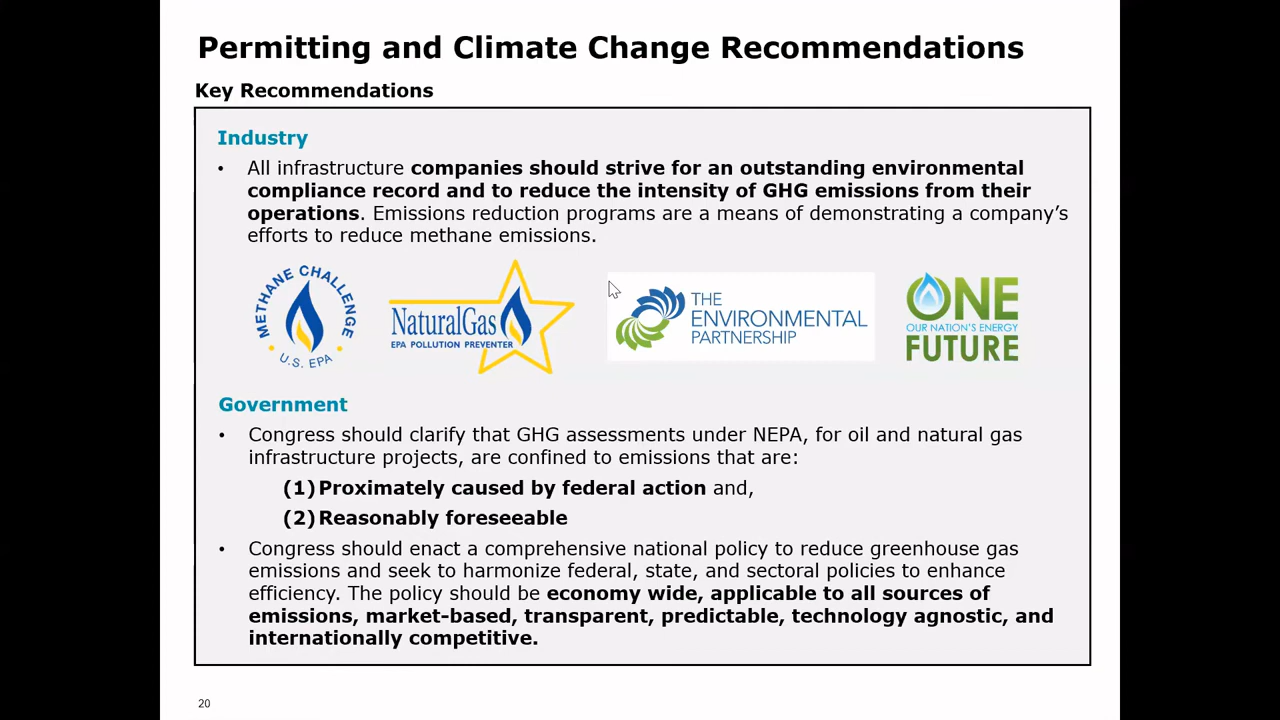 Permitting and Climate Change Recommendations
Key Recommendations
Industry
• All infrastructure companies should strive for an outstanding environmental
compliance record and to reduce the intensity of GHG emissions from their
operations. Emissions reduction programs are a means of demonstrating a company’s
efforts to reduce methane emissions.
METHANE CHALLENGE
U.S. EPA
NaturalGas
EPA POLLUTION PREVENTER
THE
ENVIRONMENTAL
PARTNERSHIP
ONE
OUR NATION'S ENERGY
FUTURE
Government
• Congress should clarify that GHG assessments under NEPA, for oil and natural gas
infrastructure projects, are confined to emissions that are:
(1) Proximately caused by federal action and,
(2) Reasonably foreseeable
• Congress should enact a comprehensive national policy to reduce greenhouse gas
emissions and seek to harmonize federal, state, and sectoral policies to enhance
efficiency. The policy should be economy wide, applicable to all sources of
emissions, market-based, transparent, predictable, technology agnostic, and
internationally competitive.
20